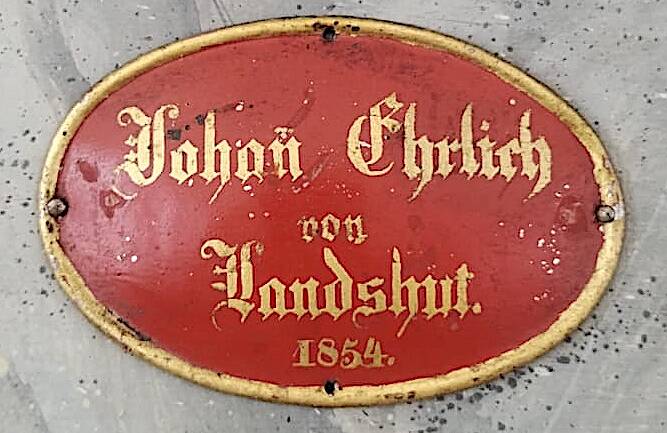 Johan̄ Ehrlich
von
Landshut.
1854.